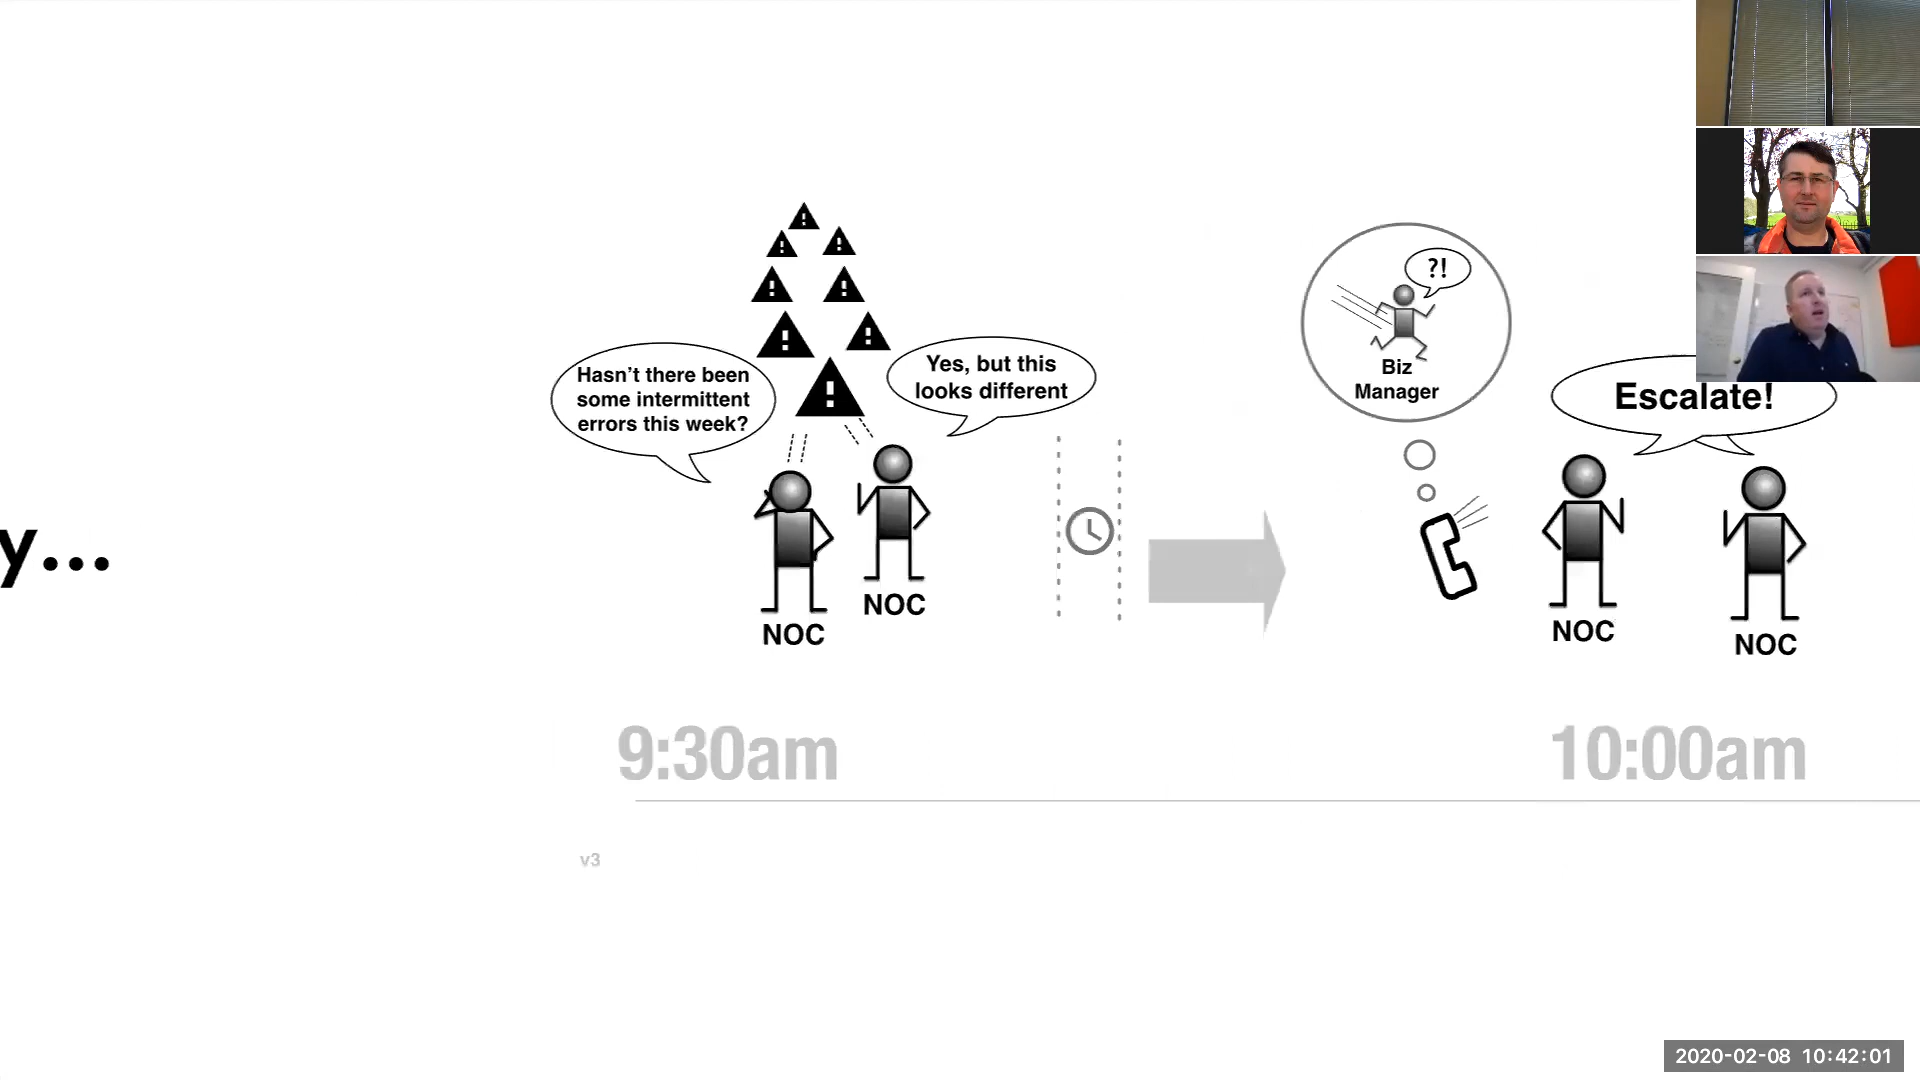 ?!
Hasn't there been
some intermittent
errors this week?
Yes, but this
looks different
Biz
Manager
Escalate!
y...
NOC
NOC
NOC
NOC
9:30am
10:00am
v3
2020-02-08 10:42:01